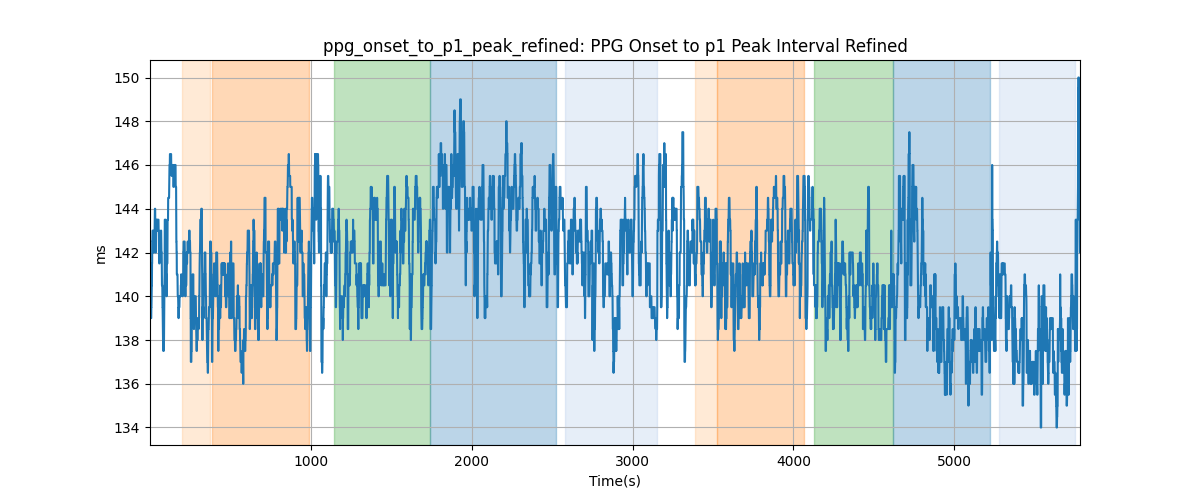 ppg_onset_to_p1_peak_refined: PPG Onset to p1 Peak Interval Refined
150
148
146
144
142
140
138
136
134
ms
1000 2000 3000 4000 5000
Time(s)